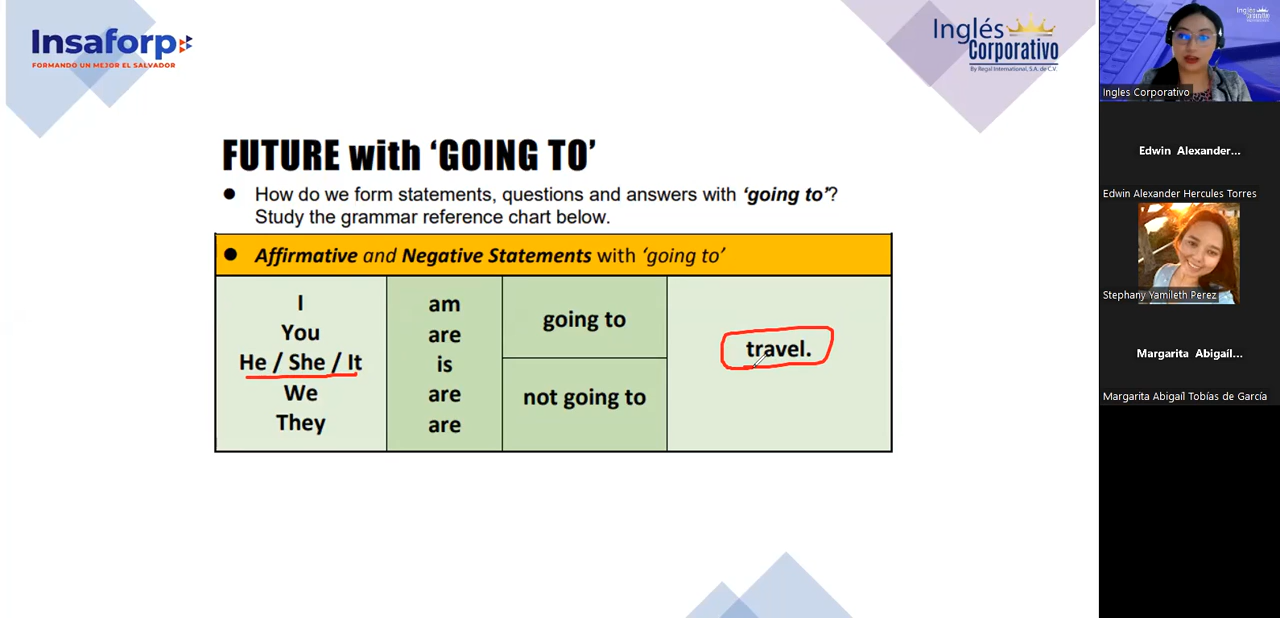 Insaforp
FORMANDO UN MEJOR EL SALVADOR
Inglés
Corporativo
By Regal International, S.A. de C.V.
FUTURE with ‘GOING TO’
● How do we form statements, questions and answers with ‘going to’?
Study the grammar reference chart below.
● Affirmative and Negative Statements with ‘going to’
I
You
He / She / It
We
They
am
are
is
are
are
going to
not going to
travel.
Inglés
Ingles Corporativo
Edwin Alexander...
Edwin Alexander Hercules Torres
Stephany Yamileth Perez
Margarita Abigaíl...
Margarita Abigaíl Tobías de García